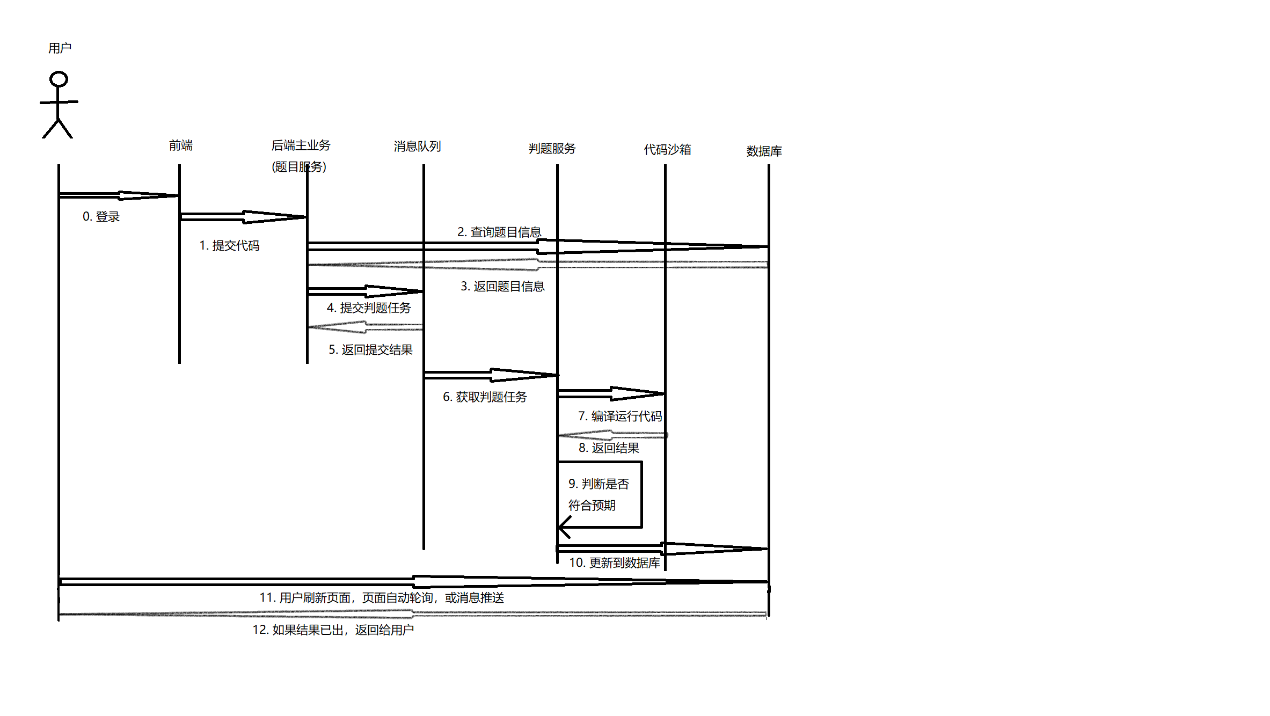 用户
前端
后端主业务
(题目服务)
消息队列
判题服务
代码沙箱
数据库
0. 登录
1. 提交代码
2. 查询题目信息
3. 返回题目信息
4. 提交判题任务
5. 返回提交结果
6. 获取判题任务
7. 编译运行代码
8. 返回结果
9. 判断是否
符合预期
10. 更新到数据库
11. 用户刷新页面，页面自动轮询，或消息推送
12. 如果结果已出，返回给用户